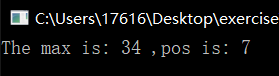 C:\Users\17616\Desktop\exercise
The max is: 34 ,pos is: 7